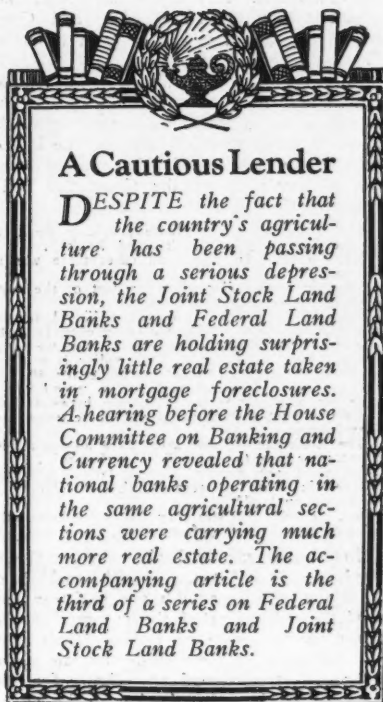 A Cautious Lender
DESPITE the fact that
the country's agricul-
ture has been passing
through a serious depres-
sion, the Joint Stock Land
Banks and Federal Land
Banks are holding surpris-
ingly little real estate taken
in mortgage foreclosures.
A hearing before the House
Committee on Banking and
Currency revealed that na-
tional banks operating in
the same agricultural sec-
tions were carrying much
more real estate. The ac-
companying article is the
third of a series on Federal
Land Banks and Joint
Stock Land Banks.